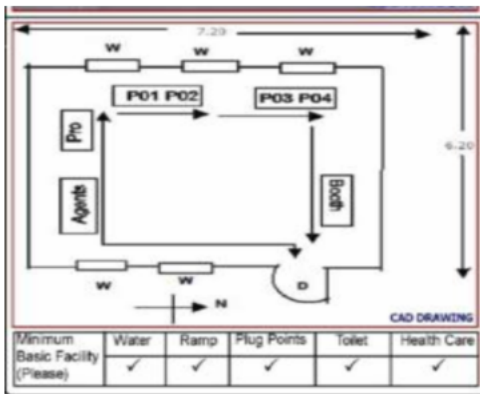 7.20
W W W
P01 P02 P03 P04
Pro
6.20
Agents
Booth
W W D
N
CAD DRAWING
Minimum Basic Facility (Please) Water Ramp Plug Points Toilet Health Care
✓ ✓ ✓ ✓ ✓